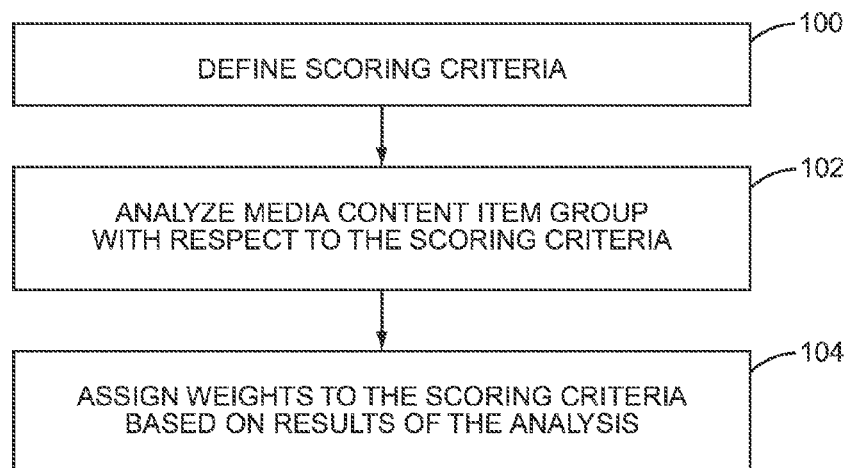 100
DEFINE SCORING CRITERIA
102
ANALYZE MEDIA CONTENT ITEM GROUP
WITH RESPECT TO THE SCORING CRITERIA
104
ASSIGN WEIGHTS TO THE SCORING CRITERIA
BASED ON RESULTS OF THE ANALYSIS